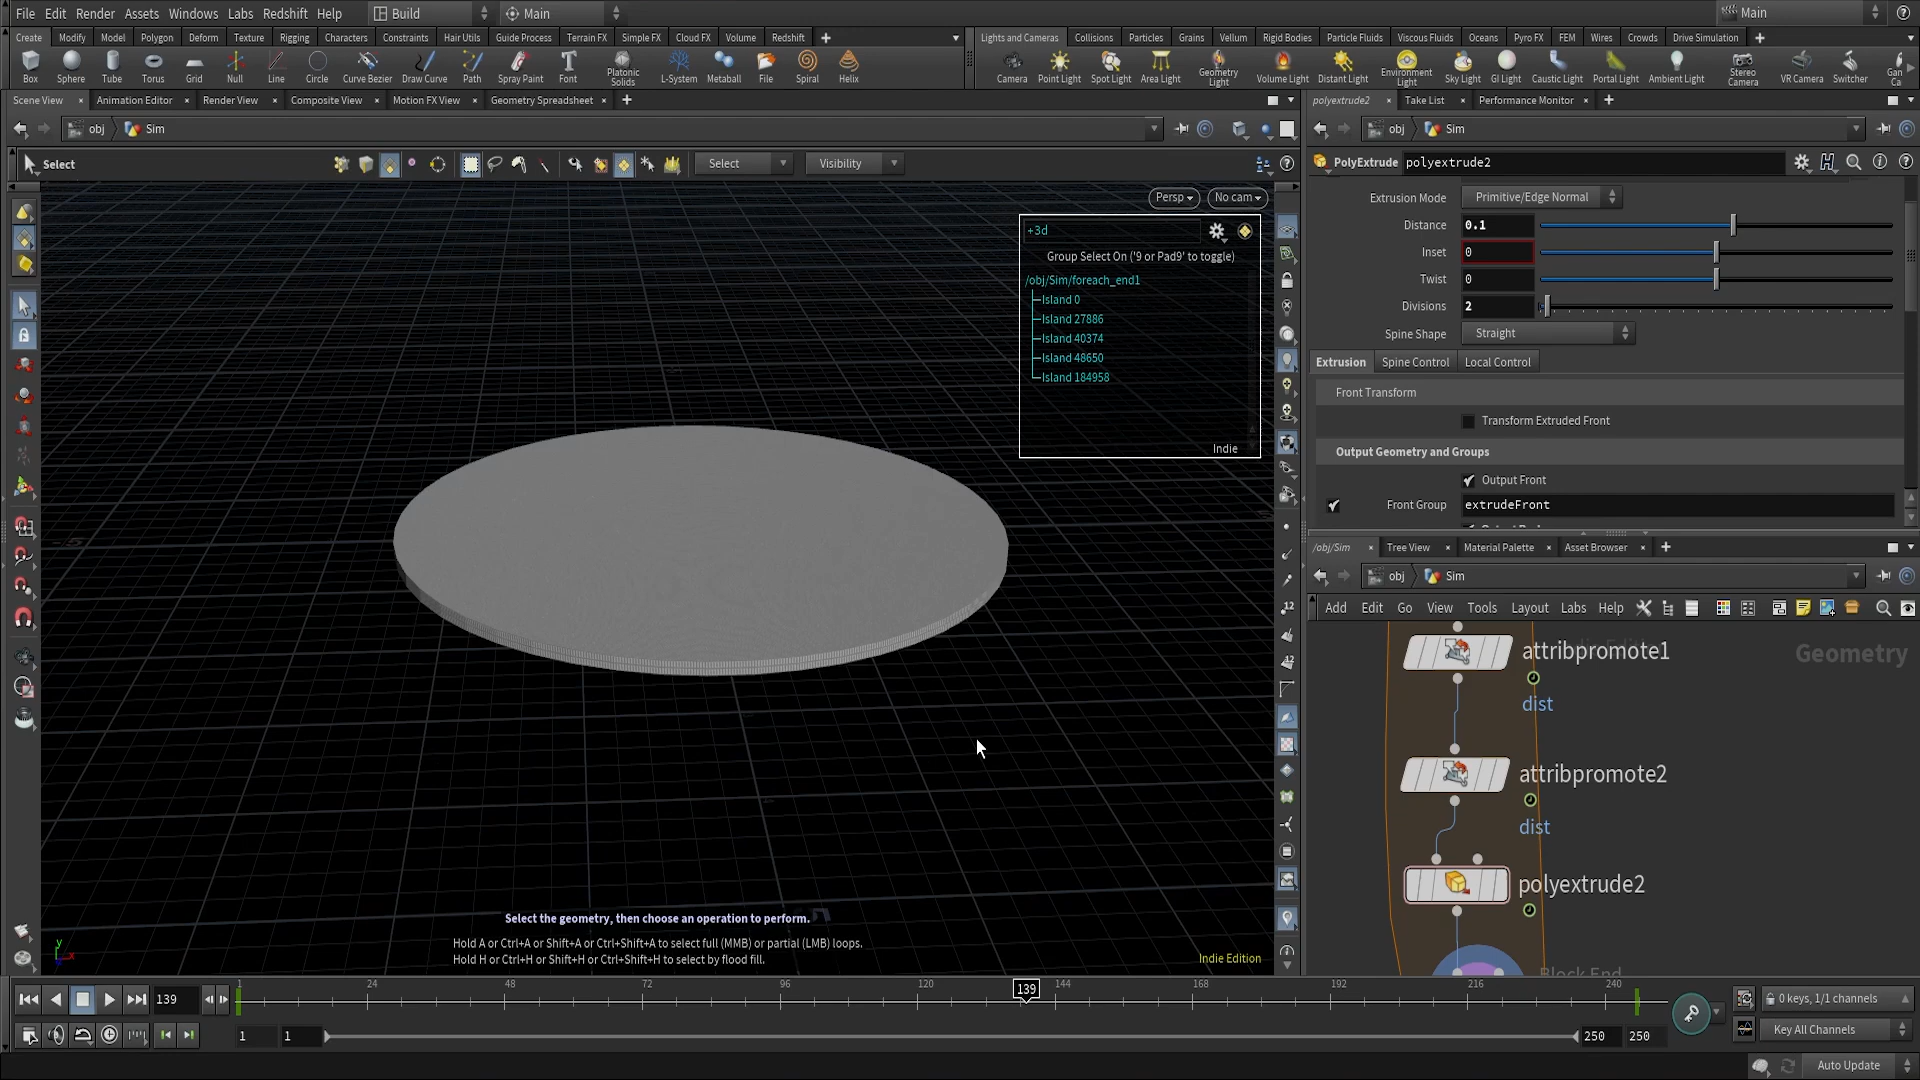 File Edit Render Assets Windows Labs Redshift Help Build Main Main
Create Modify Model Polygon Deform Texture Rigging Characters Constraints Hair Utils Guide Process Terrain FX Simple FX Cloud FX Volume Redshift
Lights and Cameras Collisions Particles Grains Vellum Rigid Bodies Particle Fluids Viscous Fluids Oceans Pyro FX FEM Wires Crowds Drive Simulation
Box Sphere Tube Torus Grid Null Line Circle Curve Bezier Draw Curve Path Spray Paint Font Platonic Solids L-System Metaball File Spiral Helix
Camera Point Light Spot Light Area Light Geometry Light Volume Light Distant Light Environment Light Sky Light GI Light Caustic Light Portal Light Ambient Light Stereo Camera VR Camera Switcher
Scene View Animation Editor Render View Composite View Motion FX View Geometry Spreadsheet
obj Sim
Select Select Visibility
Persp No cam
+3d
Group Select On ('9 or Pad9' to toggle)
/obj/Sim/foreach_end1
Island 0
Island 27886
Island 40374
Island 48650
Island 184958
Indie
Select the geometry, then choose an operation to perform.
Hold A or Ctrl+A or Shift+A or Ctrl+Shift+A to select full (MMB) or partial (LMB) loops.
Hold H or Ctrl+H or Shift+H or Ctrl+Shift+H to select by flood fill.
Indie Edition
polyextrude2 Take List Performance Monitor
obj Sim
PolyExtrude polyextrude2
Extrusion Mode Primitive/Edge Normal
Distance 0.1
Inset 0
Twist 0
Divisions 2
Spine Shape Straight
Extrusion Spine Control Local Control
Front Transform
Transform Extruded Front
Output Geometry and Groups
Output Front
Front Group extrudeFront
/obj/Sim Tree View Material Palette Asset Browser
obj Sim
Add Edit Go View Tools Layout Labs Help
Geometry
attribpromote1
dist
attribpromote2
dist
polyextrude2
Block End
139
1 24 48 72 96 120 139 144 168 192 216 240
0 keys, 1/1 channels
1 1 250 250
Key All Channels
Auto Update